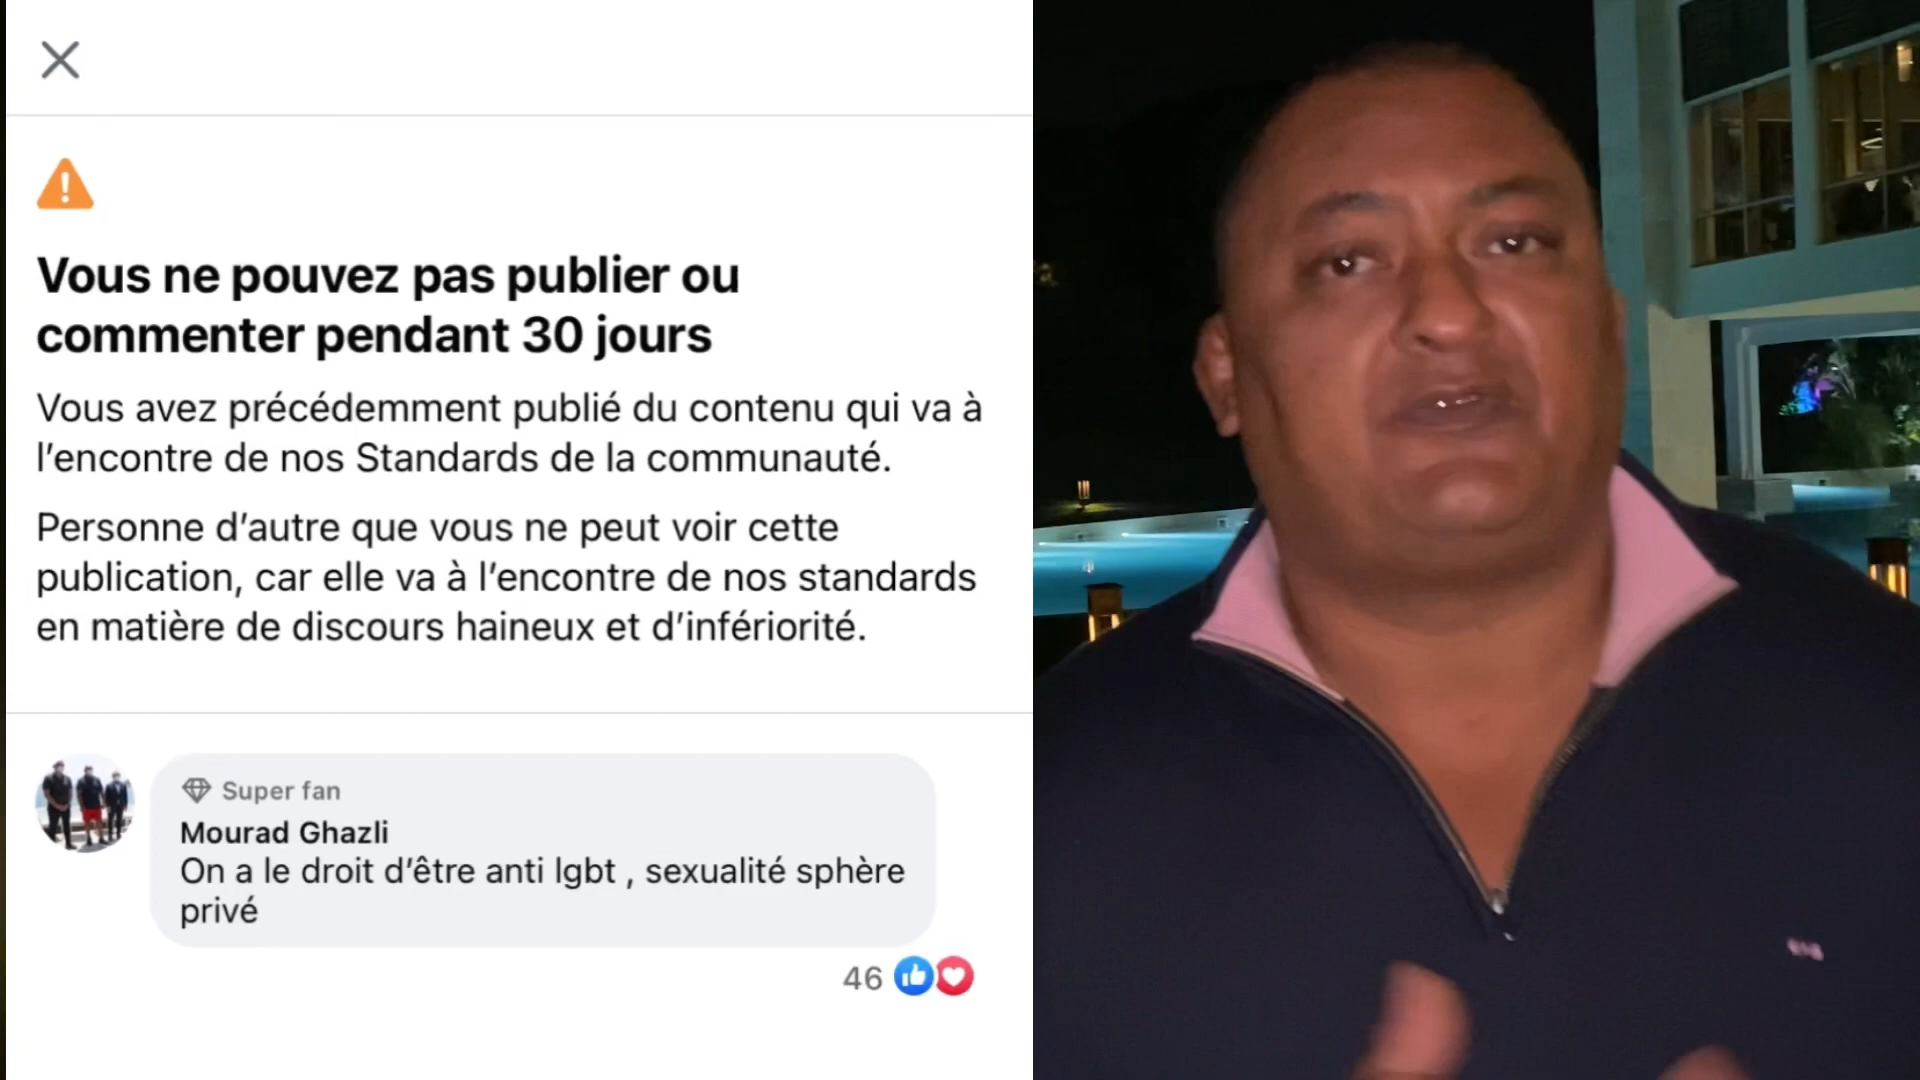 Vous ne pouvez pas publier ou
commenter pendant 30 jours
Vous avez précédemment publié du contenu qui va à
l’encontre de nos Standards de la communauté.
Personne d’autre que vous ne peut voir cette
publication, car elle va à l’encontre de nos standards
en matière de discours haineux et d’infériorité.
Super fan
Mourad Ghazli
On a le droit d’être anti lgbt , sexualité sphère
privé
46